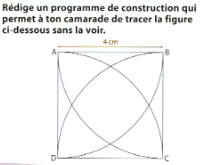 Rédige un programme de construction qui
permet à ton camarade de tracer la figure
ci-dessous sans la voir.
4 cm
A B
D C